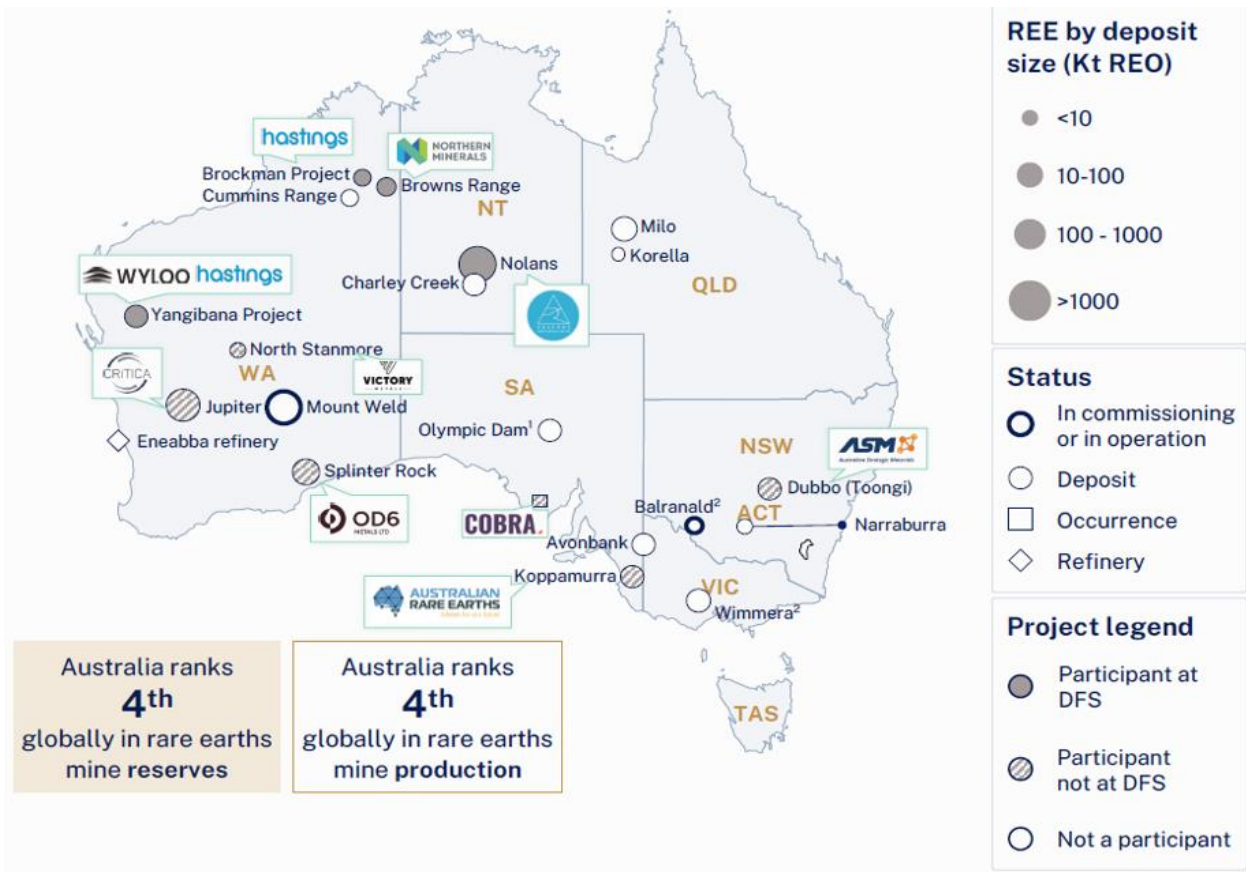 hastings
NORTHERN
MINERALS
Brockman Project
Cummins Range
Browns Range
NT
Milo
Korella
QLD
Nolans
Charley Creek
WYLOO hastings
Yangibana Project
North Stanmore
CRITICA
WA
VICTORY
METALS
SA
Jupiter
Mount Weld
Eneabba refinery
Olympic Dam¹
NSW
ASM
Australian Strategic Materials
Splinter Rock
Dubbo (Toongi)
OD6
METALS LTD
COBRA.
Balranald²
ACT
Narraburra
Avonbank
Koppamurra
AUSTRALIAN
RARE EARTHS
VIC
Wimmera²
TAS
Australia ranks
4th
globally in rare earths
mine reserves
Australia ranks
4th
globally in rare earths
mine production
REE by deposit
size (Kt REO)
<10
10-100
100 - 1000
>1000
Status
In commissioning
or in operation
Deposit
Occurrence
Refinery
Project legend
Participant at
DFS
Participant
not at DFS
Not a participant